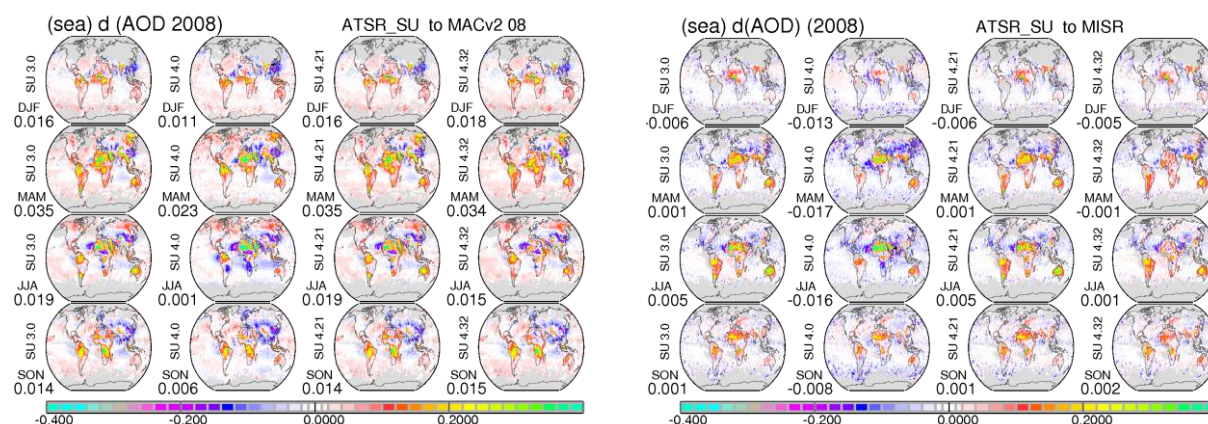 (sea) d (AOD 2008) ATSR_SU to MACv2 08
SU 3.0 SU 4.0 SU 4.21 SU 4.32
DJF DJF DJF DJF
0.016 0.011 0.016 0.018
SU 3.0 SU 4.0 SU 4.21 SU 4.32
MAM MAM MAM MAM
0.035 0.023 0.035 0.034
SU 3.0 SU 4.0 SU 4.21 SU 4.32
JJA JJA JJA JJA
0.019 0.001 0.019 0.015
SU 3.0 SU 4.0 SU 4.21 SU 4.32
SON SON SON SON
0.014 0.006 0.014 0.015
-0.400 -0.200 0.0000 0.2000
(sea) d(AOD) (2008) ATSR_SU to MISR
SU 3.0 SU 4.0 SU 4.21 SU 4.32
DJF DJF DJF DJF
-0.006 -0.013 -0.006 -0.005
SU 3.0 SU 4.0 SU 4.21 SU 4.32
MAM MAM MAM MAM
0.001 -0.017 0.001 -0.001
SU 3.0 SU 4.0 SU 4.21 SU 4.32
JJA JJA JJA JJA
0.005 -0.016 0.005 0.001
SU 3.0 SU 4.0 SU 4.21 SU 4.32
SON SON SON SON
0.001 -0.008 0.001 0.002
-0.400 -0.200 0.0000 0.2000